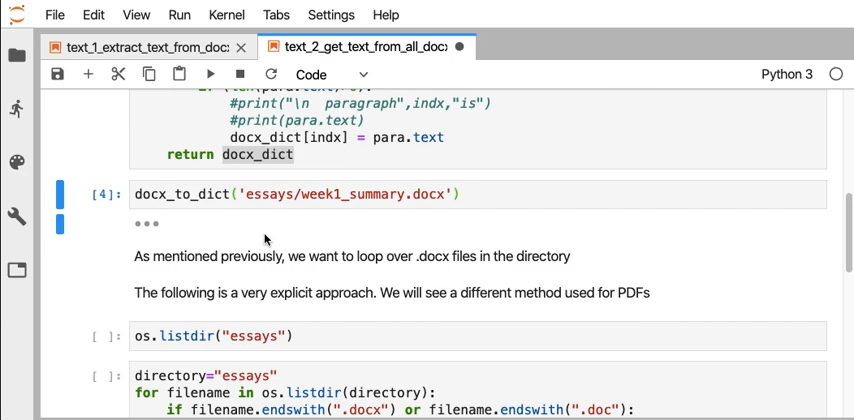 File Edit View Run Kernel Tabs Settings Help
text_1_extract_text_from_doc: × text_2_get_text_from_all_doc: ●
Code Python 3
#print("\n paragraph",indx,"is")
#print(para.text)
docx_dict[indx] = para.text
return docx_dict
[4]: docx_to_dict('essays/week1_summary.docx')
•••
As mentioned previously, we want to loop over .docx files in the directory
The following is a very explicit approach. We will see a different method used for PDFs
[ ]: os.listdir("essays")
[ ]: directory="essays"
for filename in os.listdir(directory):
if filename.endswith(".docx") or filename.endswith(".doc"):